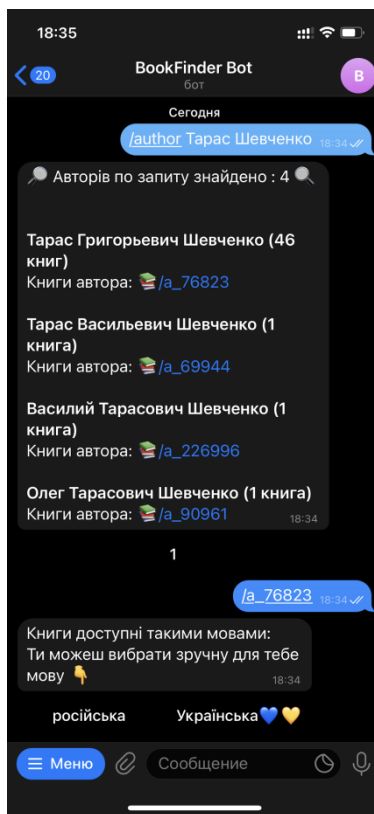 18:35
20
BookFinder Bot
бот
B
Сегодня
/author Тарас Шевченко 18:34
🔎 Авторів по запиту знайдено : 4 🔍
Тарас Григорьевич Шевченко (46
книг)
Книги автора: 📚/a_76823
Тарас Васильевич Шевченко (1
книга)
Книги автора: 📚/a_69944
Василий Тарасович Шевченко (1
книга)
Книги автора: 📚/a_226996
Олег Тарасович Шевченко (1 книга)
Книги автора: 📚/a_90961 18:34
1
/a_76823 18:34
Книги доступні такими мовами:
Ти можеш вибрати зручну для тебе
мову 👇 18:34
російська Українська💙💛
Меню Сообщение